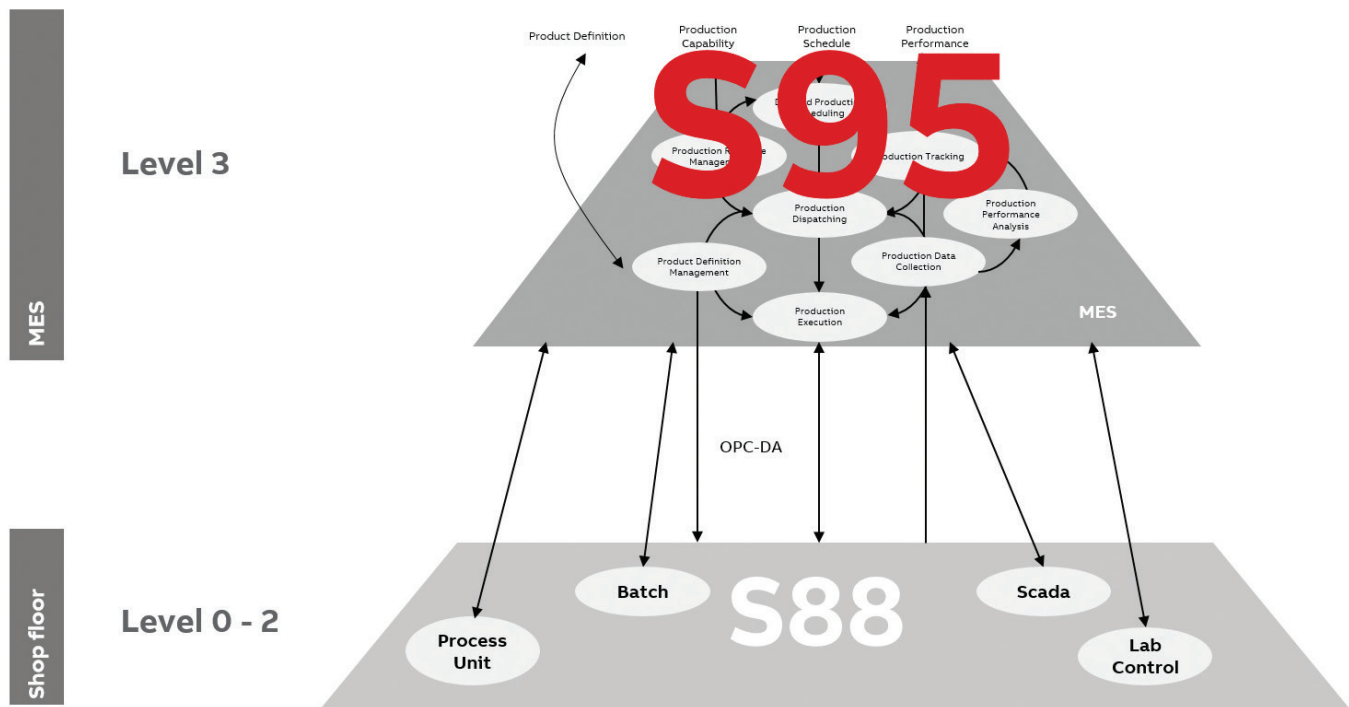 Product Definition
Production
Capability
Production
Schedule
Production
Performance
S95
Level 3
MES
Production
Management
Production Tracking
Production
Dispatching
Production
Performance
Analysis
Product Definition
Management
Production Data
Collection
Production
Execution
MES
OPC-DA
Shop floor
Level 0 - 2
Batch
S88
Scada
Process
Unit
Lab
Control